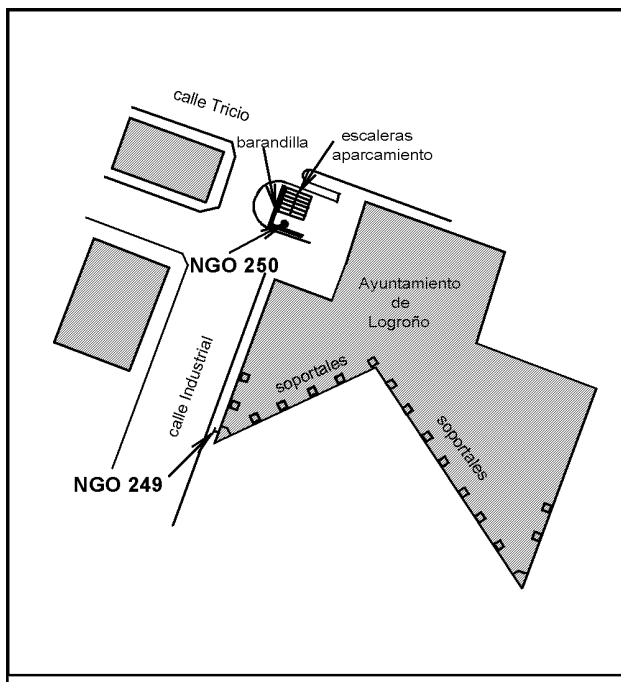 calle Tricio
barandilla
escaleras
aparcamiento
NGO 250
Ayuntamiento
de
Logroño
calle Industrial
soportales
soportales
NGO 249